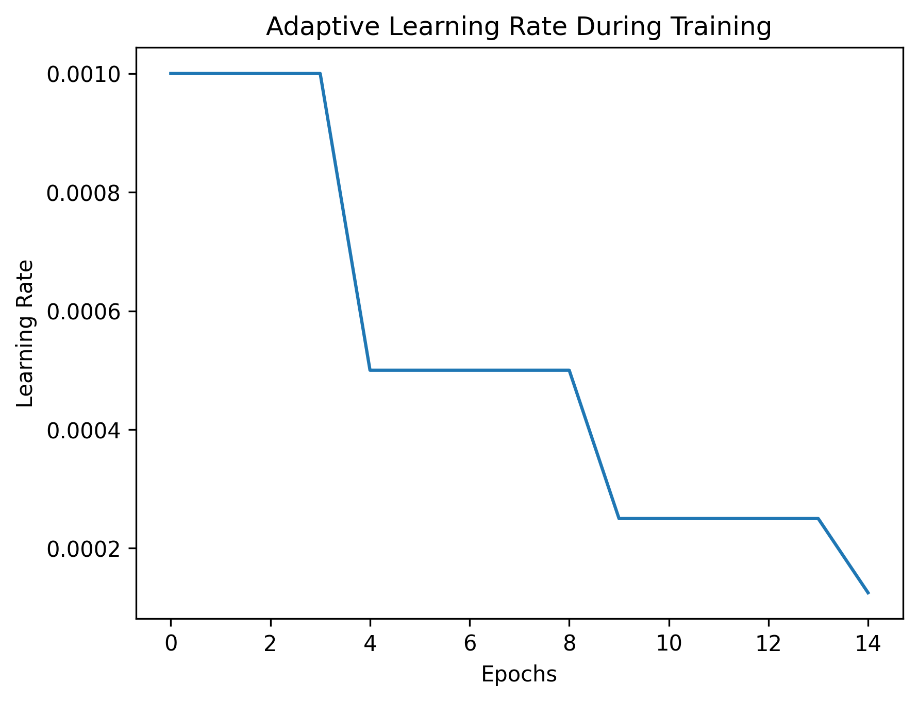 Adaptive Learning Rate During Training
0.0010
0.0008
0.0006
0.0004
0.0002
Learning Rate
0 2 4 6 8 10 12 14
Epochs